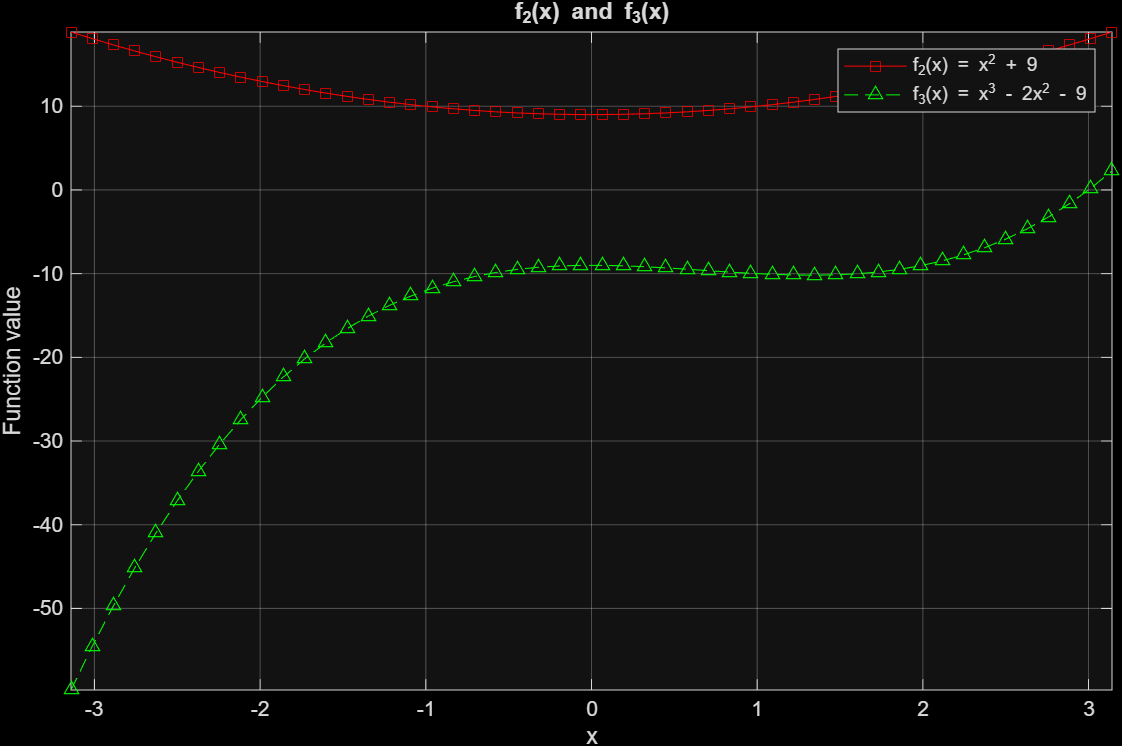 f₂(x) and f₃(x)
f₂(x) = x² + 9
f₃(x) = x³ - 2x² - 9
Function value
10
0
-10
-20
-30
-40
-50
-3 -2 -1 0 1 2 3
x